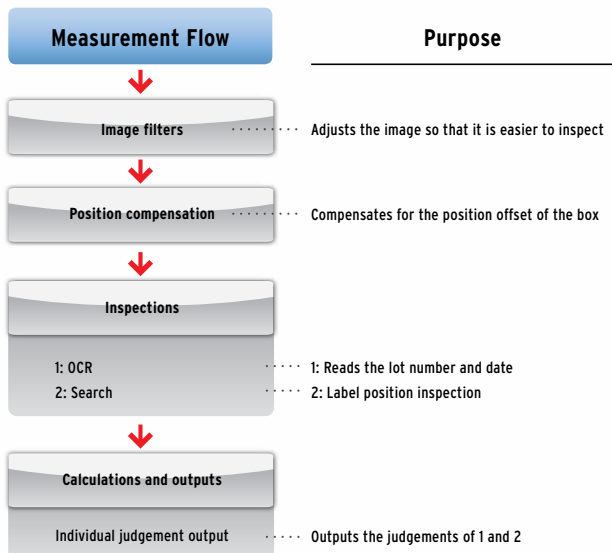 Measurement Flow
Purpose
Image filters
Adjusts the image so that it is easier to inspect
Position compensation
Compensates for the position offset of the box
Inspections
1: OCR
1: Reads the lot number and date
2: Search
2: Label position inspection
Calculations and outputs
Individual judgement output
Outputs the judgements of 1 and 2